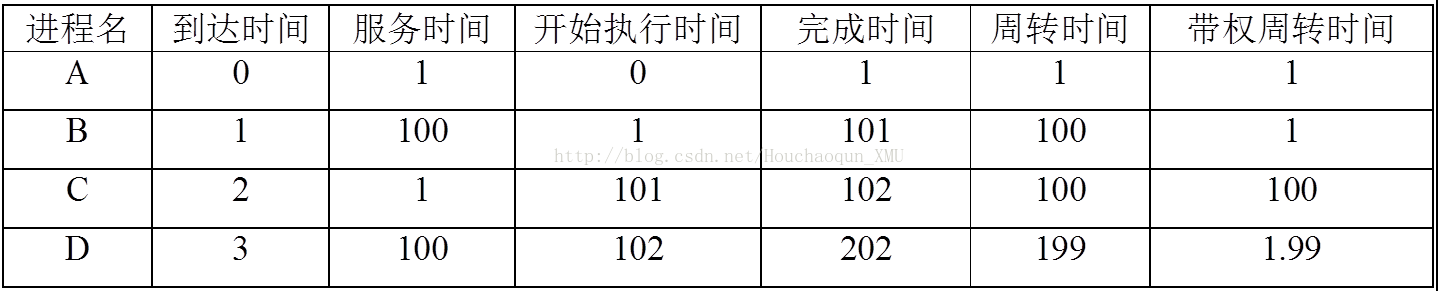 进程名 到达时间 服务时间 开始执行时间 完成时间 周转时间 带权周转时间
A 0 1 0 1 1 1
B 1 100 1 101 100 1
http://blog.csdn.net/Houchaoqun_XMU
C 2 1 101 102 100 100
D 3 100 102 202 199 1.99